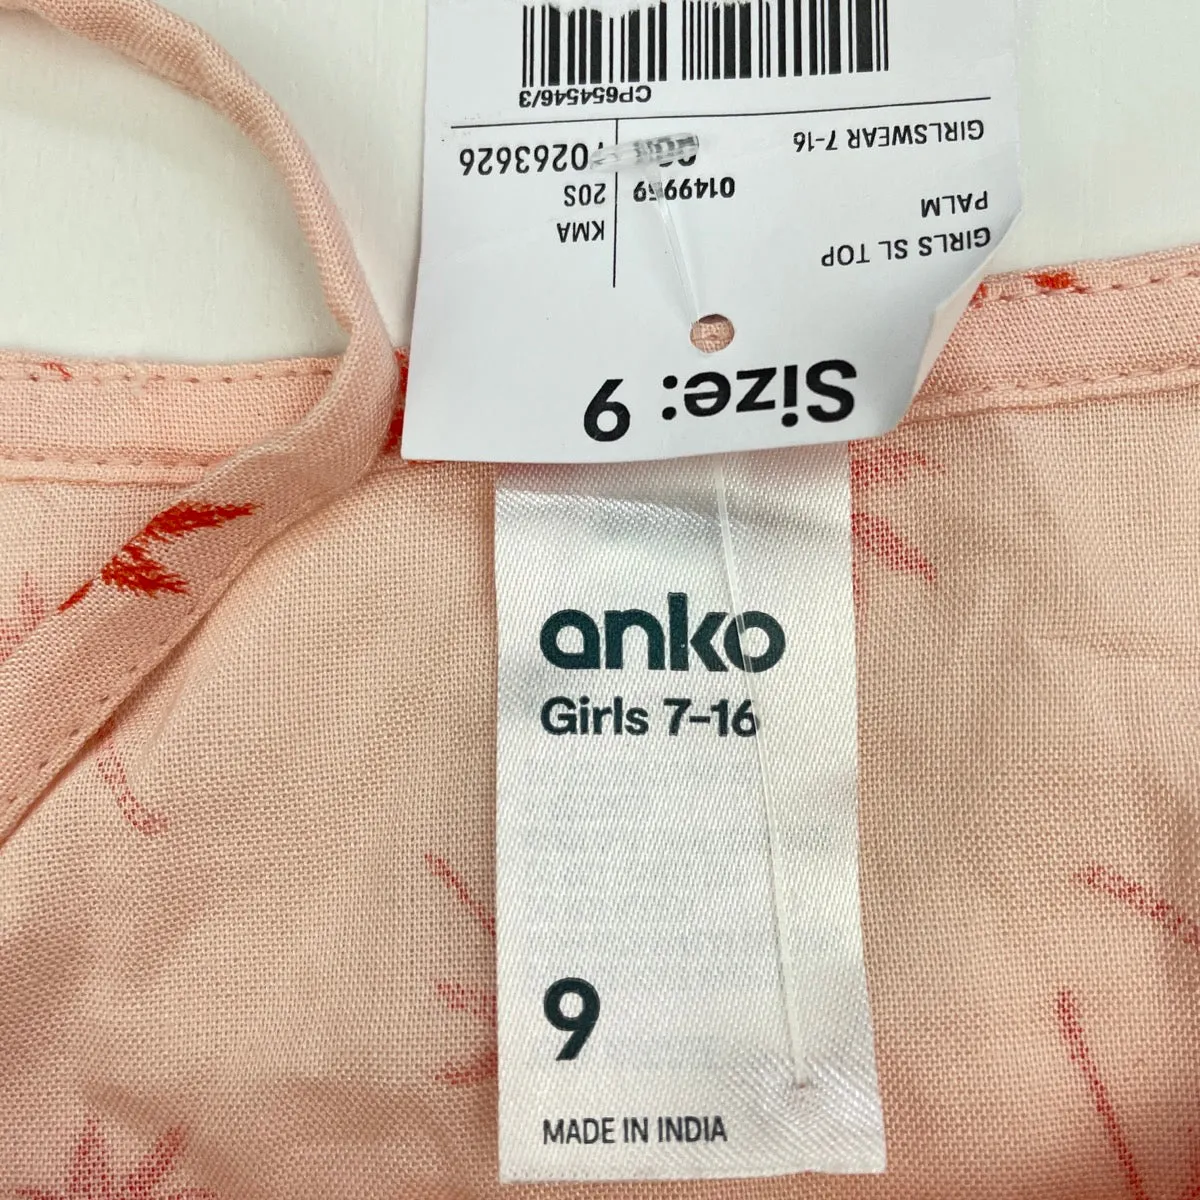 Size: 9
GIRLS SL TOP
PALM
GIRLSWEAR 7-16
KMA
20S
70263626
CP654546/3
anko
Girls 7-16
9
MADE IN INDIA